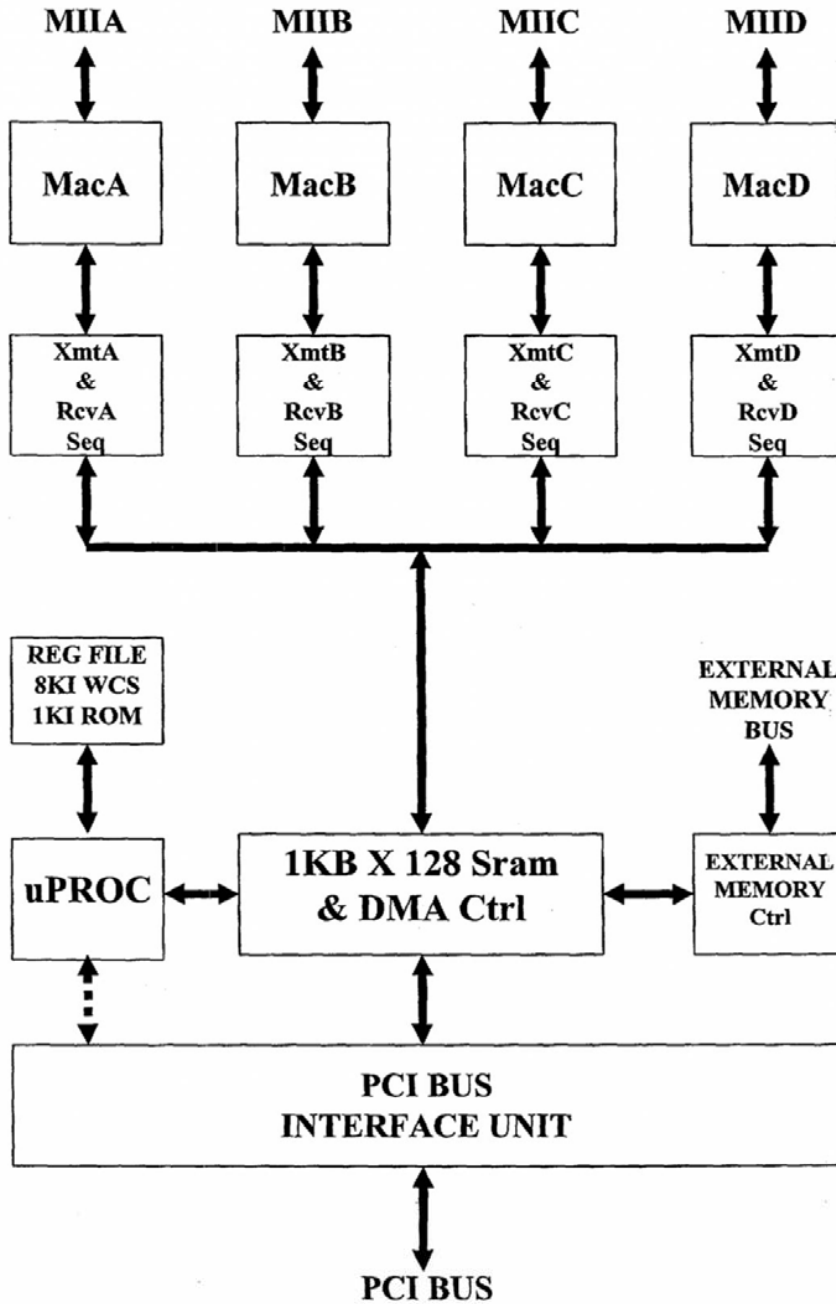 MIIA
MIIB
MIIC
MIID
MacA
MacB
MacC
MacD
XmtA
&
RcvA
Seq
XmtB
&
RcvB
Seq
XmtC
&
RcvC
Seq
XmtD
&
RcvD
Seq
REG FILE
8KI WCS
1KI ROM
EXTERNAL
MEMORY
BUS
uPROC
1KB X 128 Sram
& DMA Ctrl
EXTERNAL
MEMORY
Ctrl
PCI BUS
INTERFACE UNIT
PCI BUS